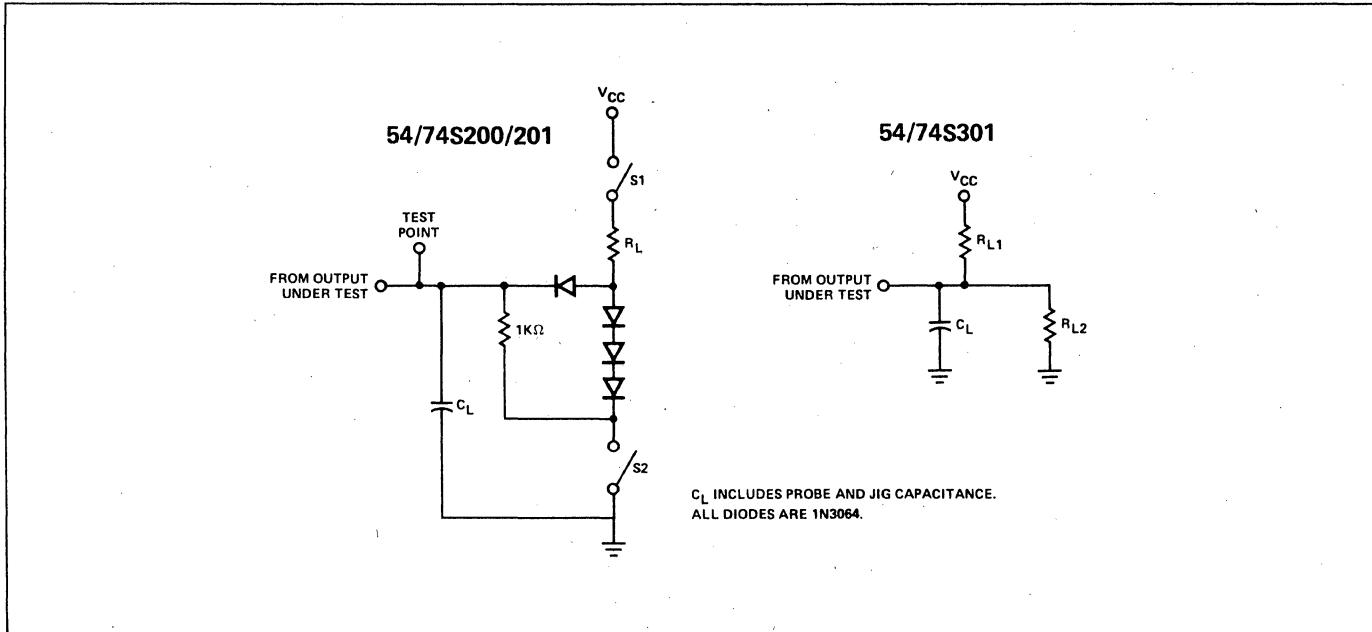 54/74S200/201
VCC
S1
RL
TEST
POINT
FROM OUTPUT
UNDER TEST
1KΩ
CL
S2
54/74S301
VCC
RL1
FROM OUTPUT
UNDER TEST
CL
RL2
CL INCLUDES PROBE AND JIG CAPACITANCE.
ALL DIODES ARE 1N3064.